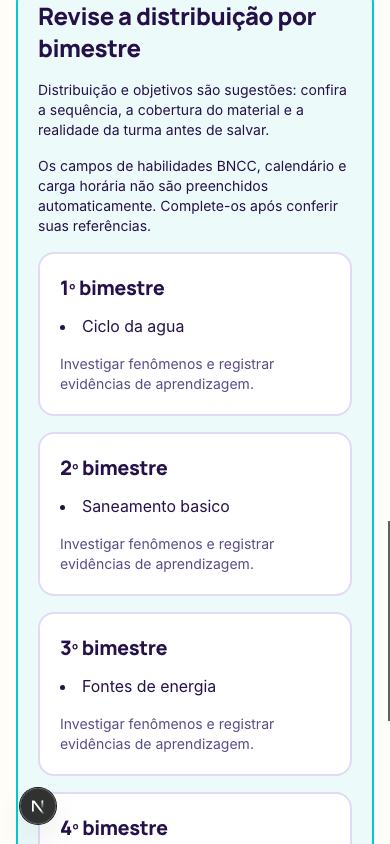 Revise a distribuição por
bimestre
Distribuição e objetivos são sugestões: confira
a sequência, a cobertura do material e a
realidade da turma antes de salvar.
Os campos de habilidades BNCC, calendário e
carga horária não são preenchidos
automaticamente. Complete-os após conferir
suas referências.
1º bimestre
• Ciclo da agua
Investigar fenômenos e registrar
evidências de aprendizagem.
2º bimestre
• Saneamento basico
Investigar fenômenos e registrar
evidências de aprendizagem.
3º bimestre
• Fontes de energia
Investigar fenômenos e registrar
evidências de aprendizagem.
N
4º bimestre